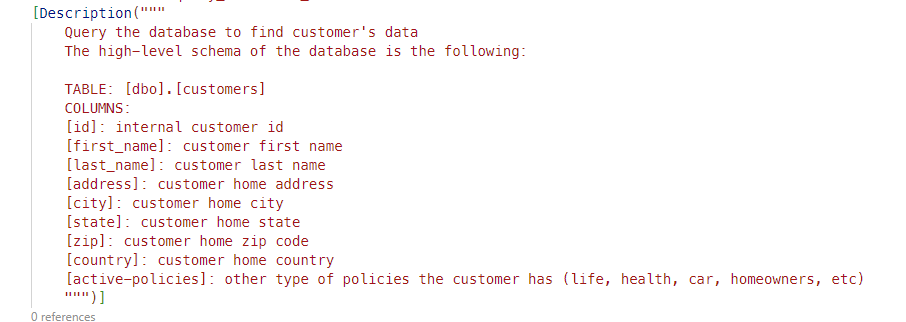 [Description("""
Query the database to find customer's data
The high-level schema of the database is the following:
TABLE: [dbo].[customers]
COLUMNS:
[id]: internal customer id
[first_name]: customer first name
[last_name]: customer last name
[address]: customer home address
[city]: customer home city
[state]: customer home state
[zip]: customer home zip code
[country]: customer home country
[active-policies]: other type of policies the customer has (life, health, car, homeowners, etc)
""")]
0 references